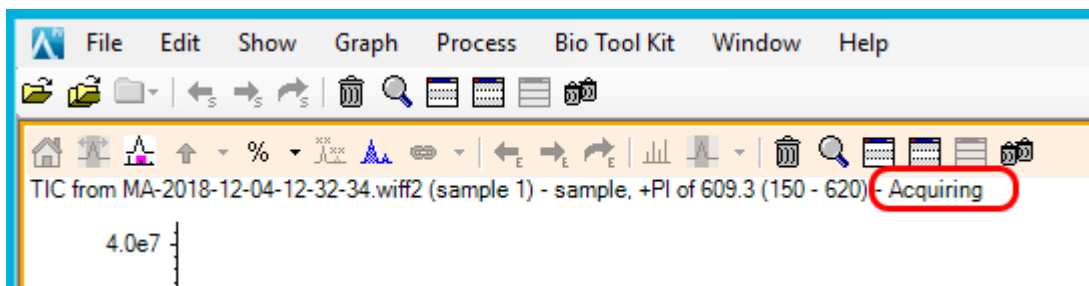 File Edit Show Graph Process Bio Tool Kit Window Help
S S S
% E E E
TIC from MA-2018-12-04-12-32-34.wiff2 (sample 1) - sample, +PI of 609.3 (150 - 620) - Acquiring
4.0e7